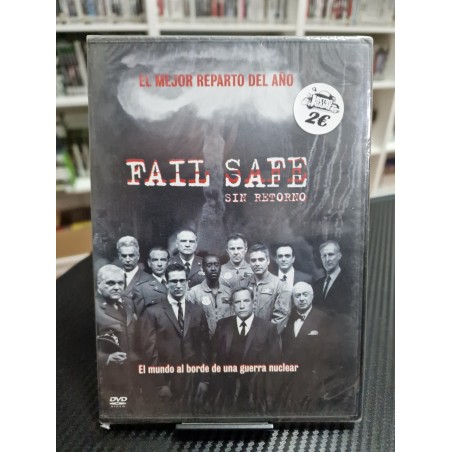 EL MEJOR REPARTO DEL AÑO
2€
FAIL SAFE
SIN RETORNO
El mundo al borde de una guerra nuclear
DVD
VIDEO